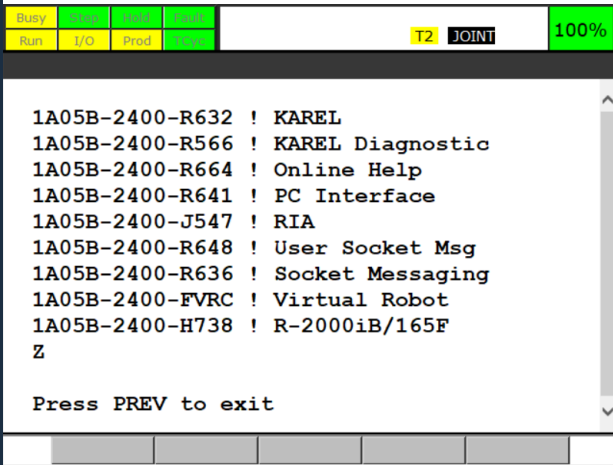 Busy Step Hold Fault
Run I/O Prod TCyc
T2 JOINT
100%
1A05B-2400-R632 ! KAREL
1A05B-2400-R566 ! KAREL Diagnostic
1A05B-2400-R664 ! Online Help
1A05B-2400-R641 ! PC Interface
1A05B-2400-J547 ! RIA
1A05B-2400-R648 ! User Socket Msg
1A05B-2400-R636 ! Socket Messaging
1A05B-2400-FVRC ! Virtual Robot
1A05B-2400-H738 ! R-2000iB/165F
Z
Press PREV to exit